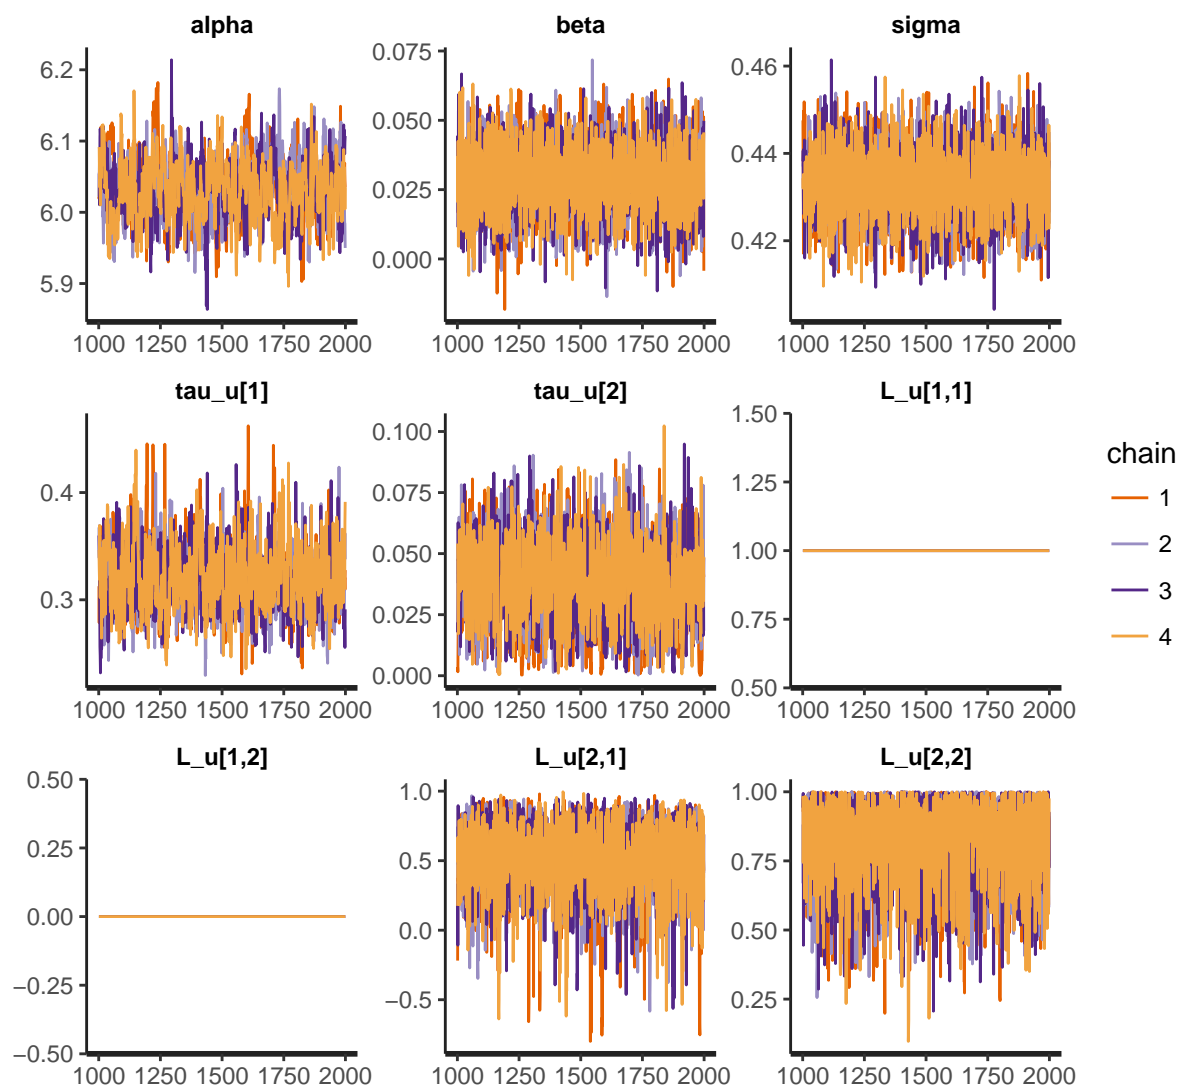 alpha
beta
sigma
6.2
6.1
6.0
5.9
0.075
0.050
0.025
0.000
0.46
0.44
0.42
1000 1250 1500 1750 2000
1000 1250 1500 1750 2000
1000 1250 1500 1750 2000
tau_u[1]
tau_u[2]
L_u[1,1]
0.4
0.3
0.100
0.075
0.050
0.025
0.000
1.50
1.25
1.00
0.75
0.50
1000 1250 1500 1750 2000
1000 1250 1500 1750 2000
1000 1250 1500 1750 2000
chain
1
2
3
4
L_u[1,2]
L_u[2,1]
L_u[2,2]
0.50
0.25
0.00
−0.25
−0.50
1.0
0.5
0.0
−0.5
1.00
0.75
0.50
0.25
1000 1250 1500 1750 2000
1000 1250 1500 1750 2000
1000 1250 1500 1750 2000